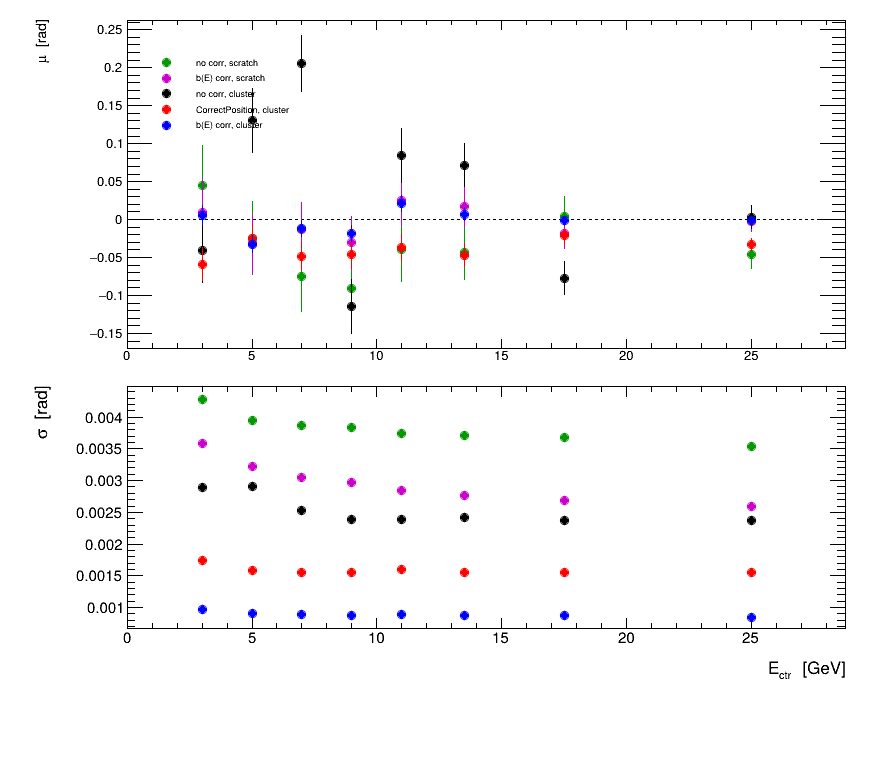 μ [rad]
0.25
0.2
0.15
0.1
0.05
0
−0.05
−0.1
−0.15
no corr, scratch
b(E) corr, scratch
no corr, cluster
CorrectPosition, cluster
b(E) corr, cluster
0 5 10 15 20 25
σ [rad]
0.004
0.0035
0.003
0.0025
0.002
0.0015
0.001
0 5 10 15 20 25
E_ctr [GeV]